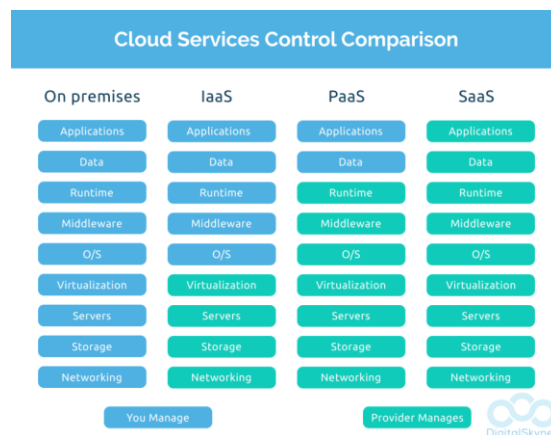 Cloud Services Control Comparison
On premises IaaS PaaS SaaS
Applications Applications Applications Applications
Data Data Data Data
Runtime Runtime Runtime Runtime
Middleware Middleware Middleware Middleware
O/S O/S O/S O/S
Virtualization Virtualization Virtualization Virtualization
Servers Servers Servers Servers
Storage Storage Storage Storage
Networking Networking Networking Networking
You Manage Provider Manages